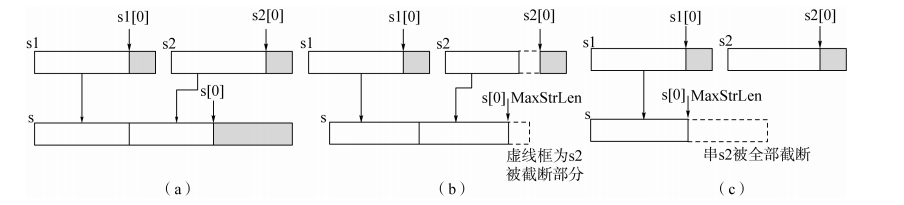 s1[0] s2[0] s1[0] s2[0] s1[0] s2[0]
s1 s2 s1 s2 s1 s2
s[0] s[0] MaxStrLen s[0] MaxStrLen
s s s
虚线框为s2 串s2被全部截断
被截断部分
(a) (b) (c)